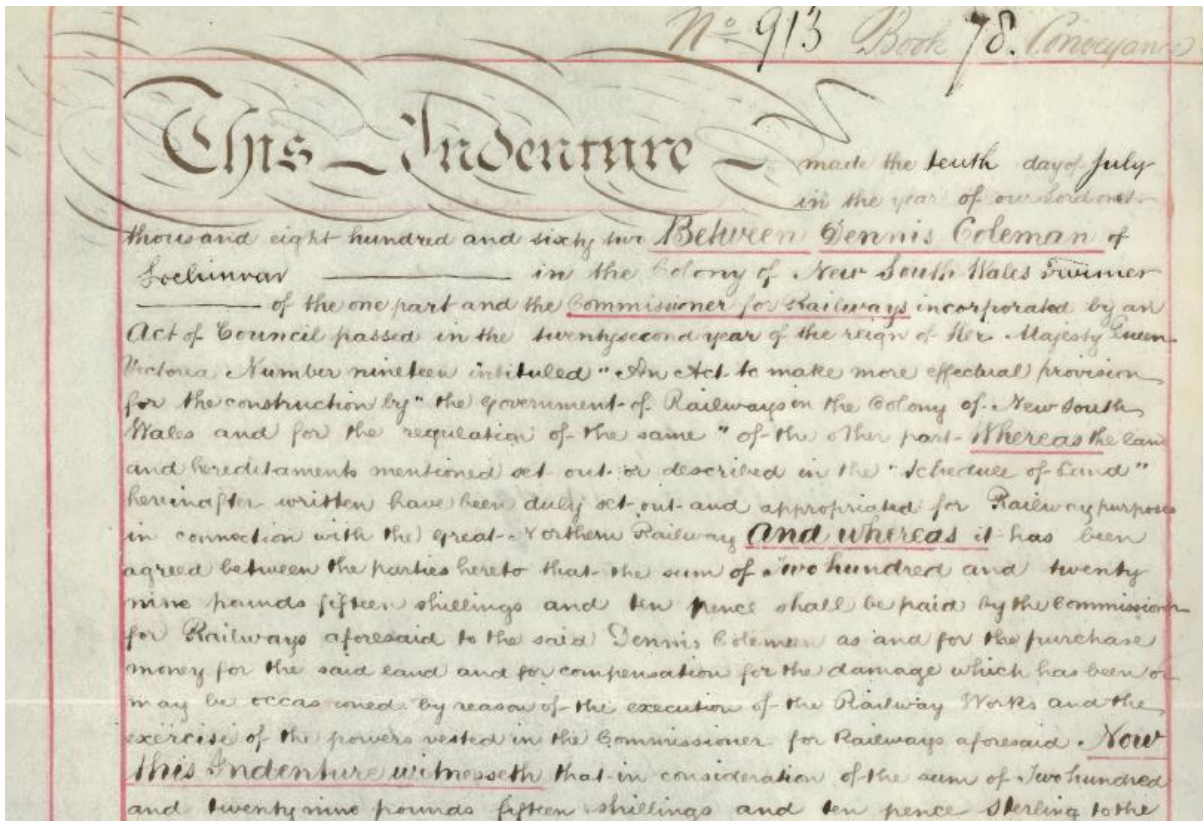 No 913 Book 78. Conveyance
This Indenture made the tenth day of July
in the year of our Lord one
thousand eight hundred and sixty two Between Dennis Coleman of
Lochinvar in the Colony of New South Wales Farmer
of the one part and the Commissioner for Railways incorporated by an
Act of Council passed in the twentysecond year of the reign of Her Majesty Queen
Victoria Number nineteen intituled "An Act to make more effectual provision
for the construction by "the Government of Railways in the Colony of New South
Wales and for the regulation of the same" of the other part Whereas the land
and hereditaments mentioned set out or described in the "Schedule of Land"
hereinafter written have been duly set out and appropriated for Railway purposes
in connection with the Great Northern Railway And whereas it has been
agreed between the parties hereto that the sum of Two hundred and twenty
nine pounds fifteen shillings and ten pence shall be paid by the Commissioner
for Railways aforesaid to the said Dennis Coleman as and for the purchase
money for the said land and for compensation for the damage which has been or
may be occasioned by reason of the execution of the Railway Works and the
exercise of the powers vested in the Commissioner for Railways aforesaid Now
this Indenture witnesseth that in consideration of the sum of Two hundred
and twenty nine pounds fifteen shillings and ten pence Sterling to the